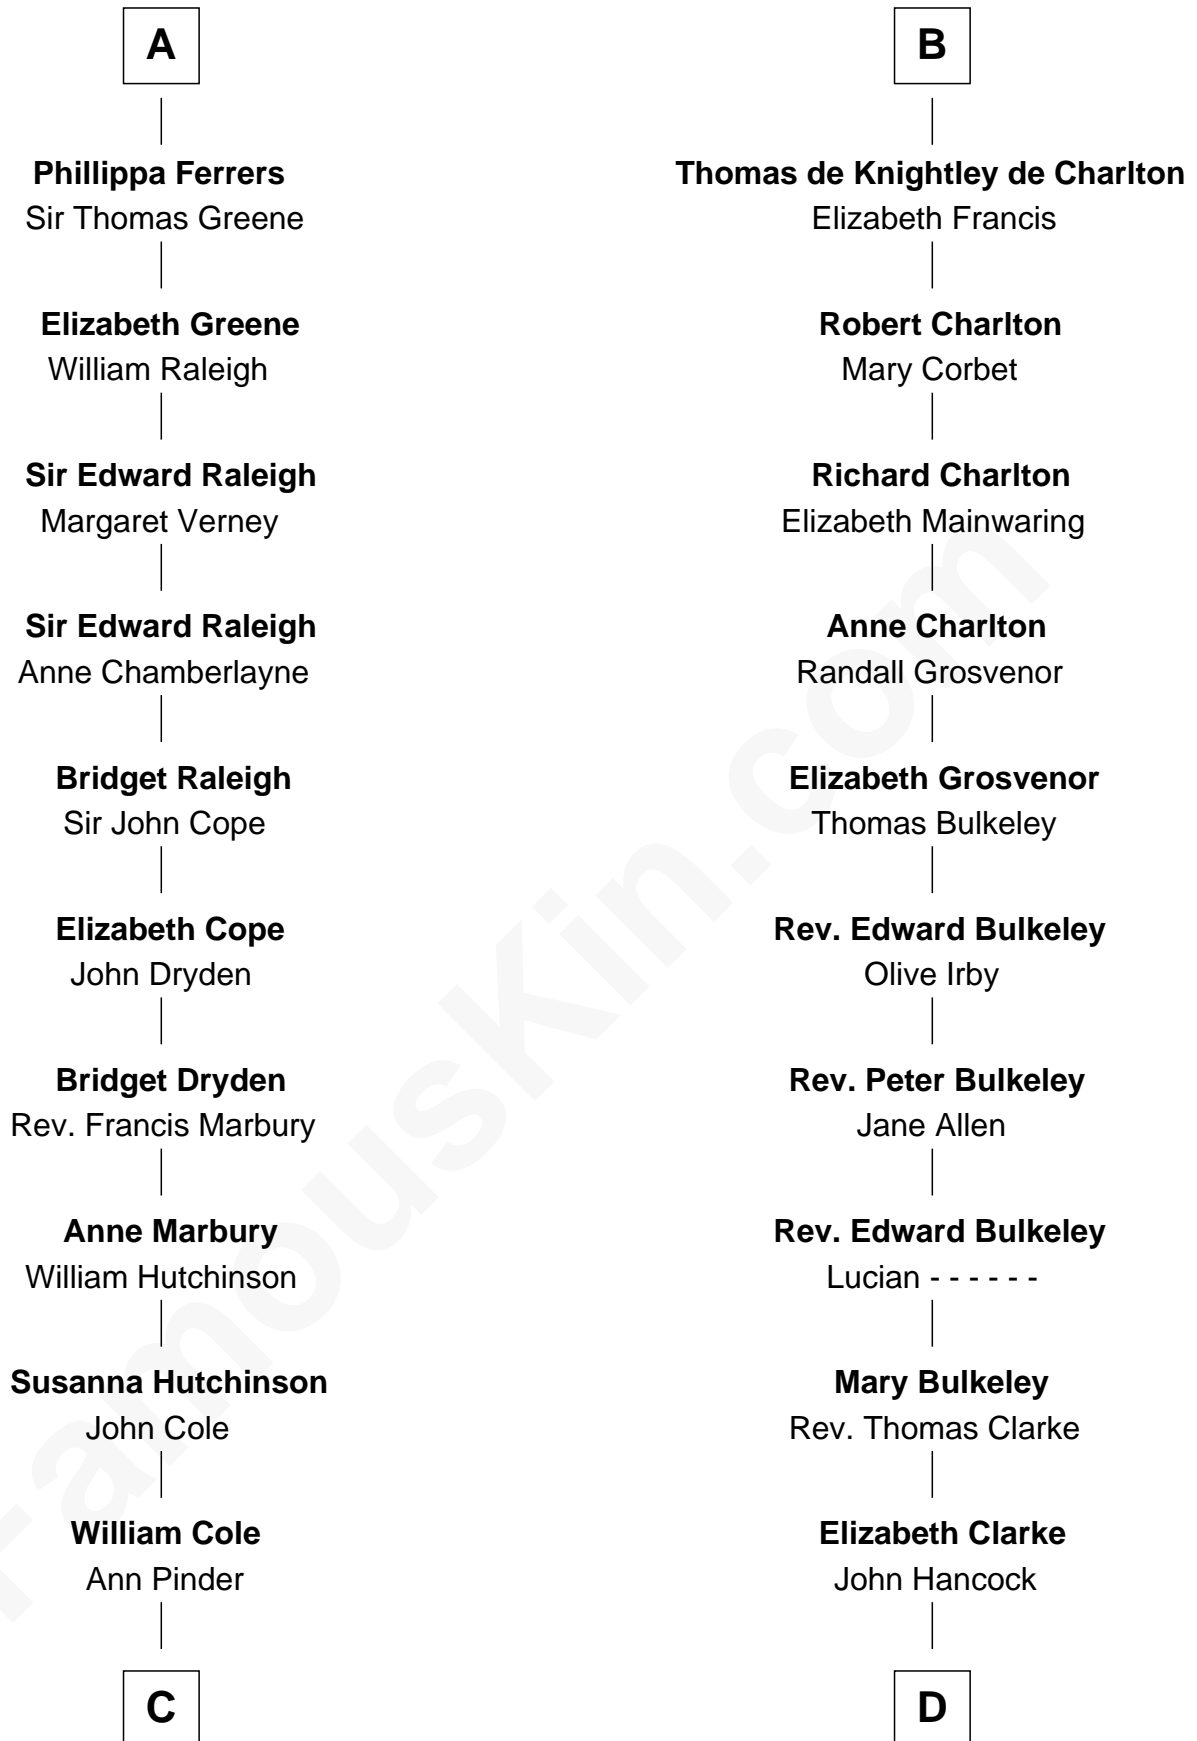 A
Phillippa Ferrers
Sir Thomas Greene
Elizabeth Greene
William Raleigh
Sir Edward Raleigh
Margaret Verney
Sir Edward Raleigh
Anne Chamberlayne
Bridget Raleigh
Sir John Cope
Elizabeth Cope
John Dryden
Bridget Dryden
Rev. Francis Marbury
Anne Marbury
William Hutchinson
Susanna Hutchinson
John Cole
William Cole
Ann Pinder
C
B
Thomas de Knightley de Charlton
Elizabeth Francis
Robert Charlton
Mary Corbet
Richard Charlton
Elizabeth Mainwaring
Anne Charlton
Randall Grosvenor
Elizabeth Grosvenor
Thomas Bulkeley
Rev. Edward Bulkeley
Olive Irby
Rev. Peter Bulkeley
Jane Allen
Rev. Edward Bulkeley
Lucian - - - - - -
Mary Bulkeley
Rev. Thomas Clarke
Elizabeth Clarke
John Hancock
D
FamousKin.com